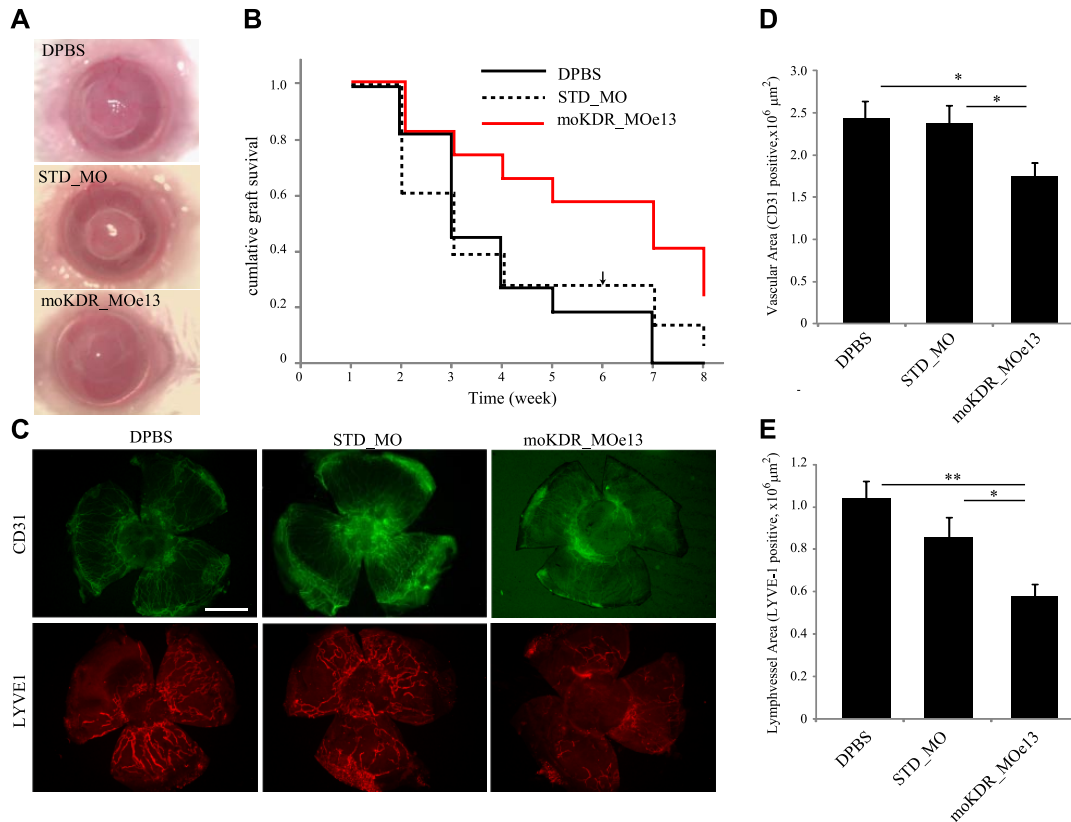 A
DPBS
STD_MO
moKDR_MOe13
B
cumlative graft suvival
1.0
0.8
0.6
0.4
0.2
0
0 1 2 3 4 5 6 7 8
Time (week)
DPBS
STD_MO
moKDR_MOe13
C
DPBS STD_MO moKDR_MOe13
CD31
LYVE1
D
Vascular Area (CD31 positive,x10⁶ µm²)
3.0
2.5
2.0
1.5
1.0
0.5
0
*
*
DPBS
STD_MO
moKDR_MOe13
E
Lymphvessel Area (LYVE-1 positive, x10⁶µm²)
1.2
1.0
0.8
0.6
0.4
0.2
0
**
*
DPBS
STD_MO
moKDR_MOe13